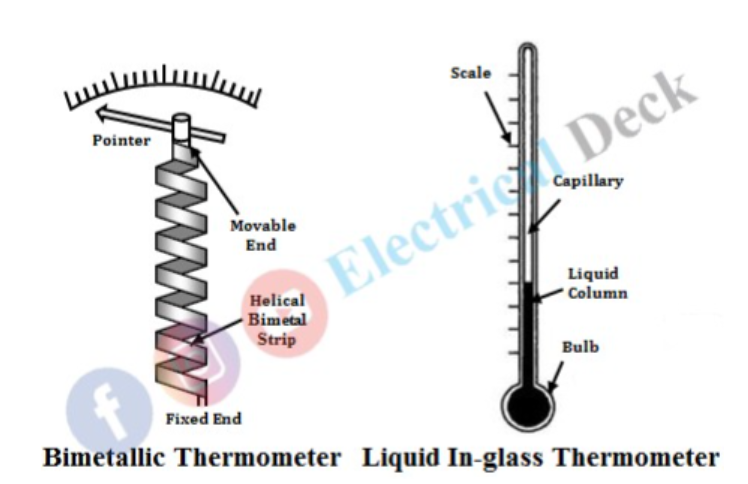 Scale
Pointer
Capillary
Movable
End
Liquid
Column
Helical
Bimetal
Strip
Bulb
Fixed End
Bimetallic Thermometer
Liquid In-glass Thermometer
Electrical Deck
f